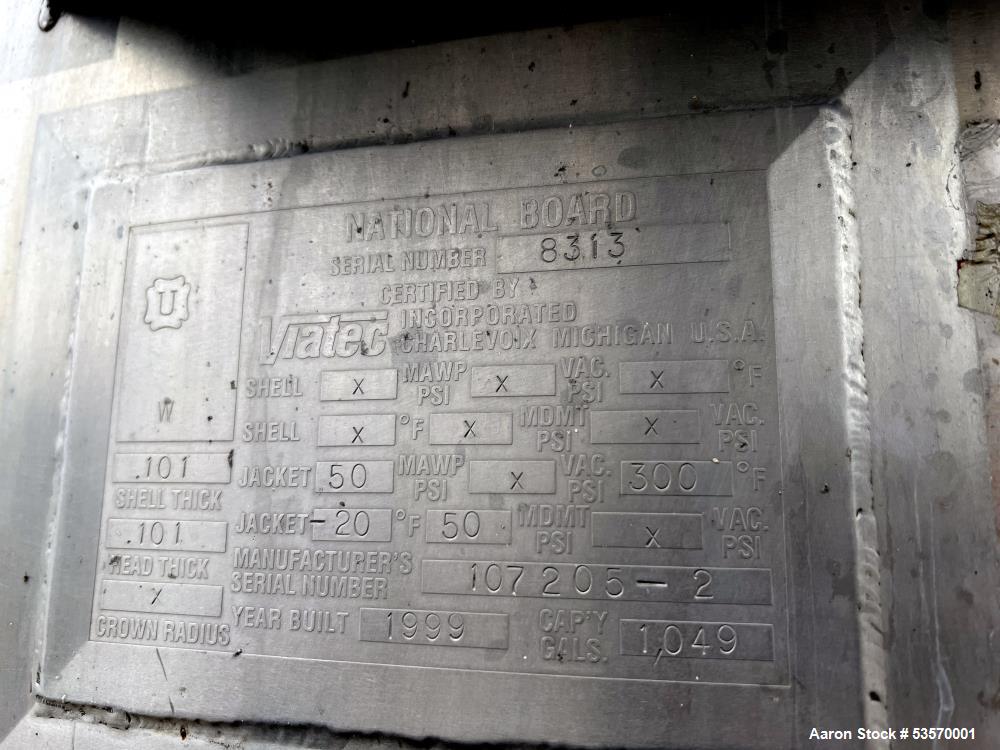 NATIONAL BOARD
SERIAL NUMBER 8313
CERTIFIED BY
Viatec INCORPORATED
CHARLEVOIX MICHIGAN U.S.A.
U
W
SHELL X MAWP PSI X VAC. PSI X °F
SHELL X °F X MDMT PSI X VAC. PSI
.101
SHELL THICK
JACKET 50 MAWP PSI X VAC. PSI 300 °F
.101
HEAD THICK
JACKET -20 °F 50 MDMT PSI X VAC. PSI
X
CROWN RADIUS
MANUFACTURER'S
SERIAL NUMBER 107205-2
YEAR BUILT 1999 CAP'Y GALS. 1,049
Aaron Stock # 53570001